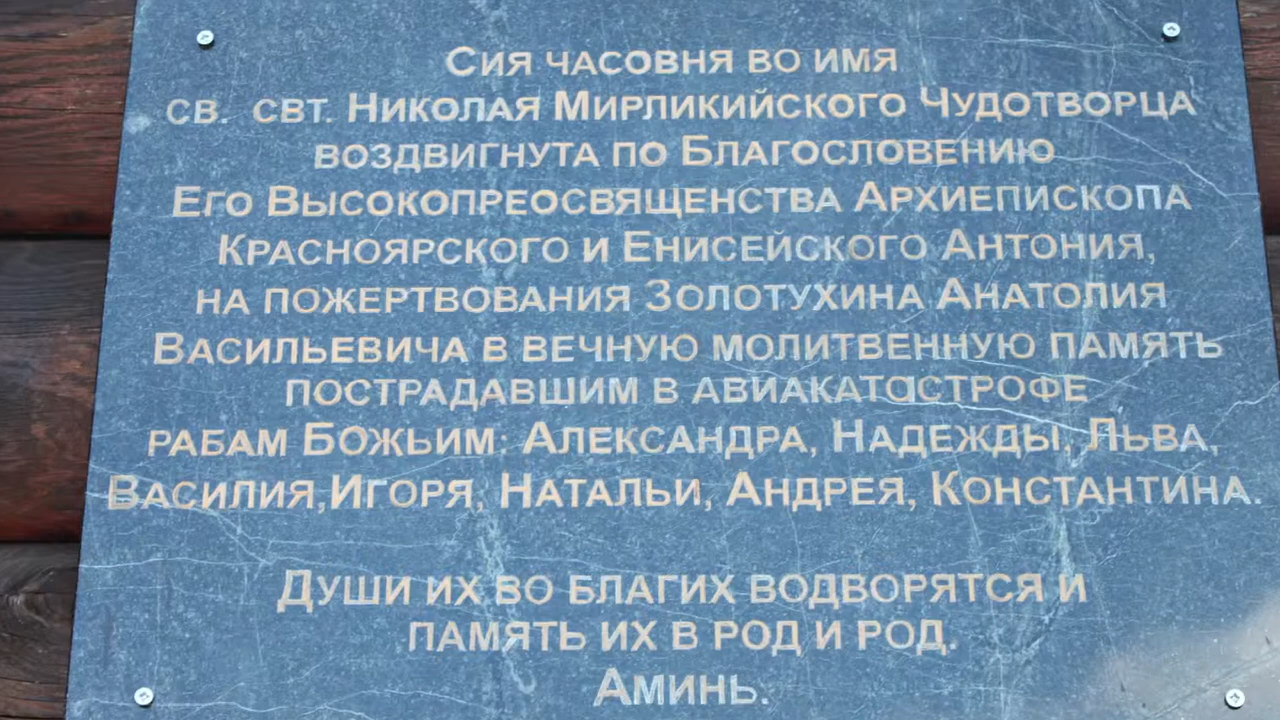 Сия часовня во имя
св. свт. Николая Мирликийского Чудотворца
воздвигнута по Благословению
Его Высокопреосвященства Архиепископа
Красноярского и Енисейского Антония,
на пожертвования Золотухина Анатолия
Васильевича в вечную молитвенную память
пострадавшим в авиакатастрофе
рабам Божьим: Александра, Надежды, Льва,
Василия,Игоря, Натальи, Андрея, Константина.
Души их во благих водворятся и
память их в род и род.
Аминь.